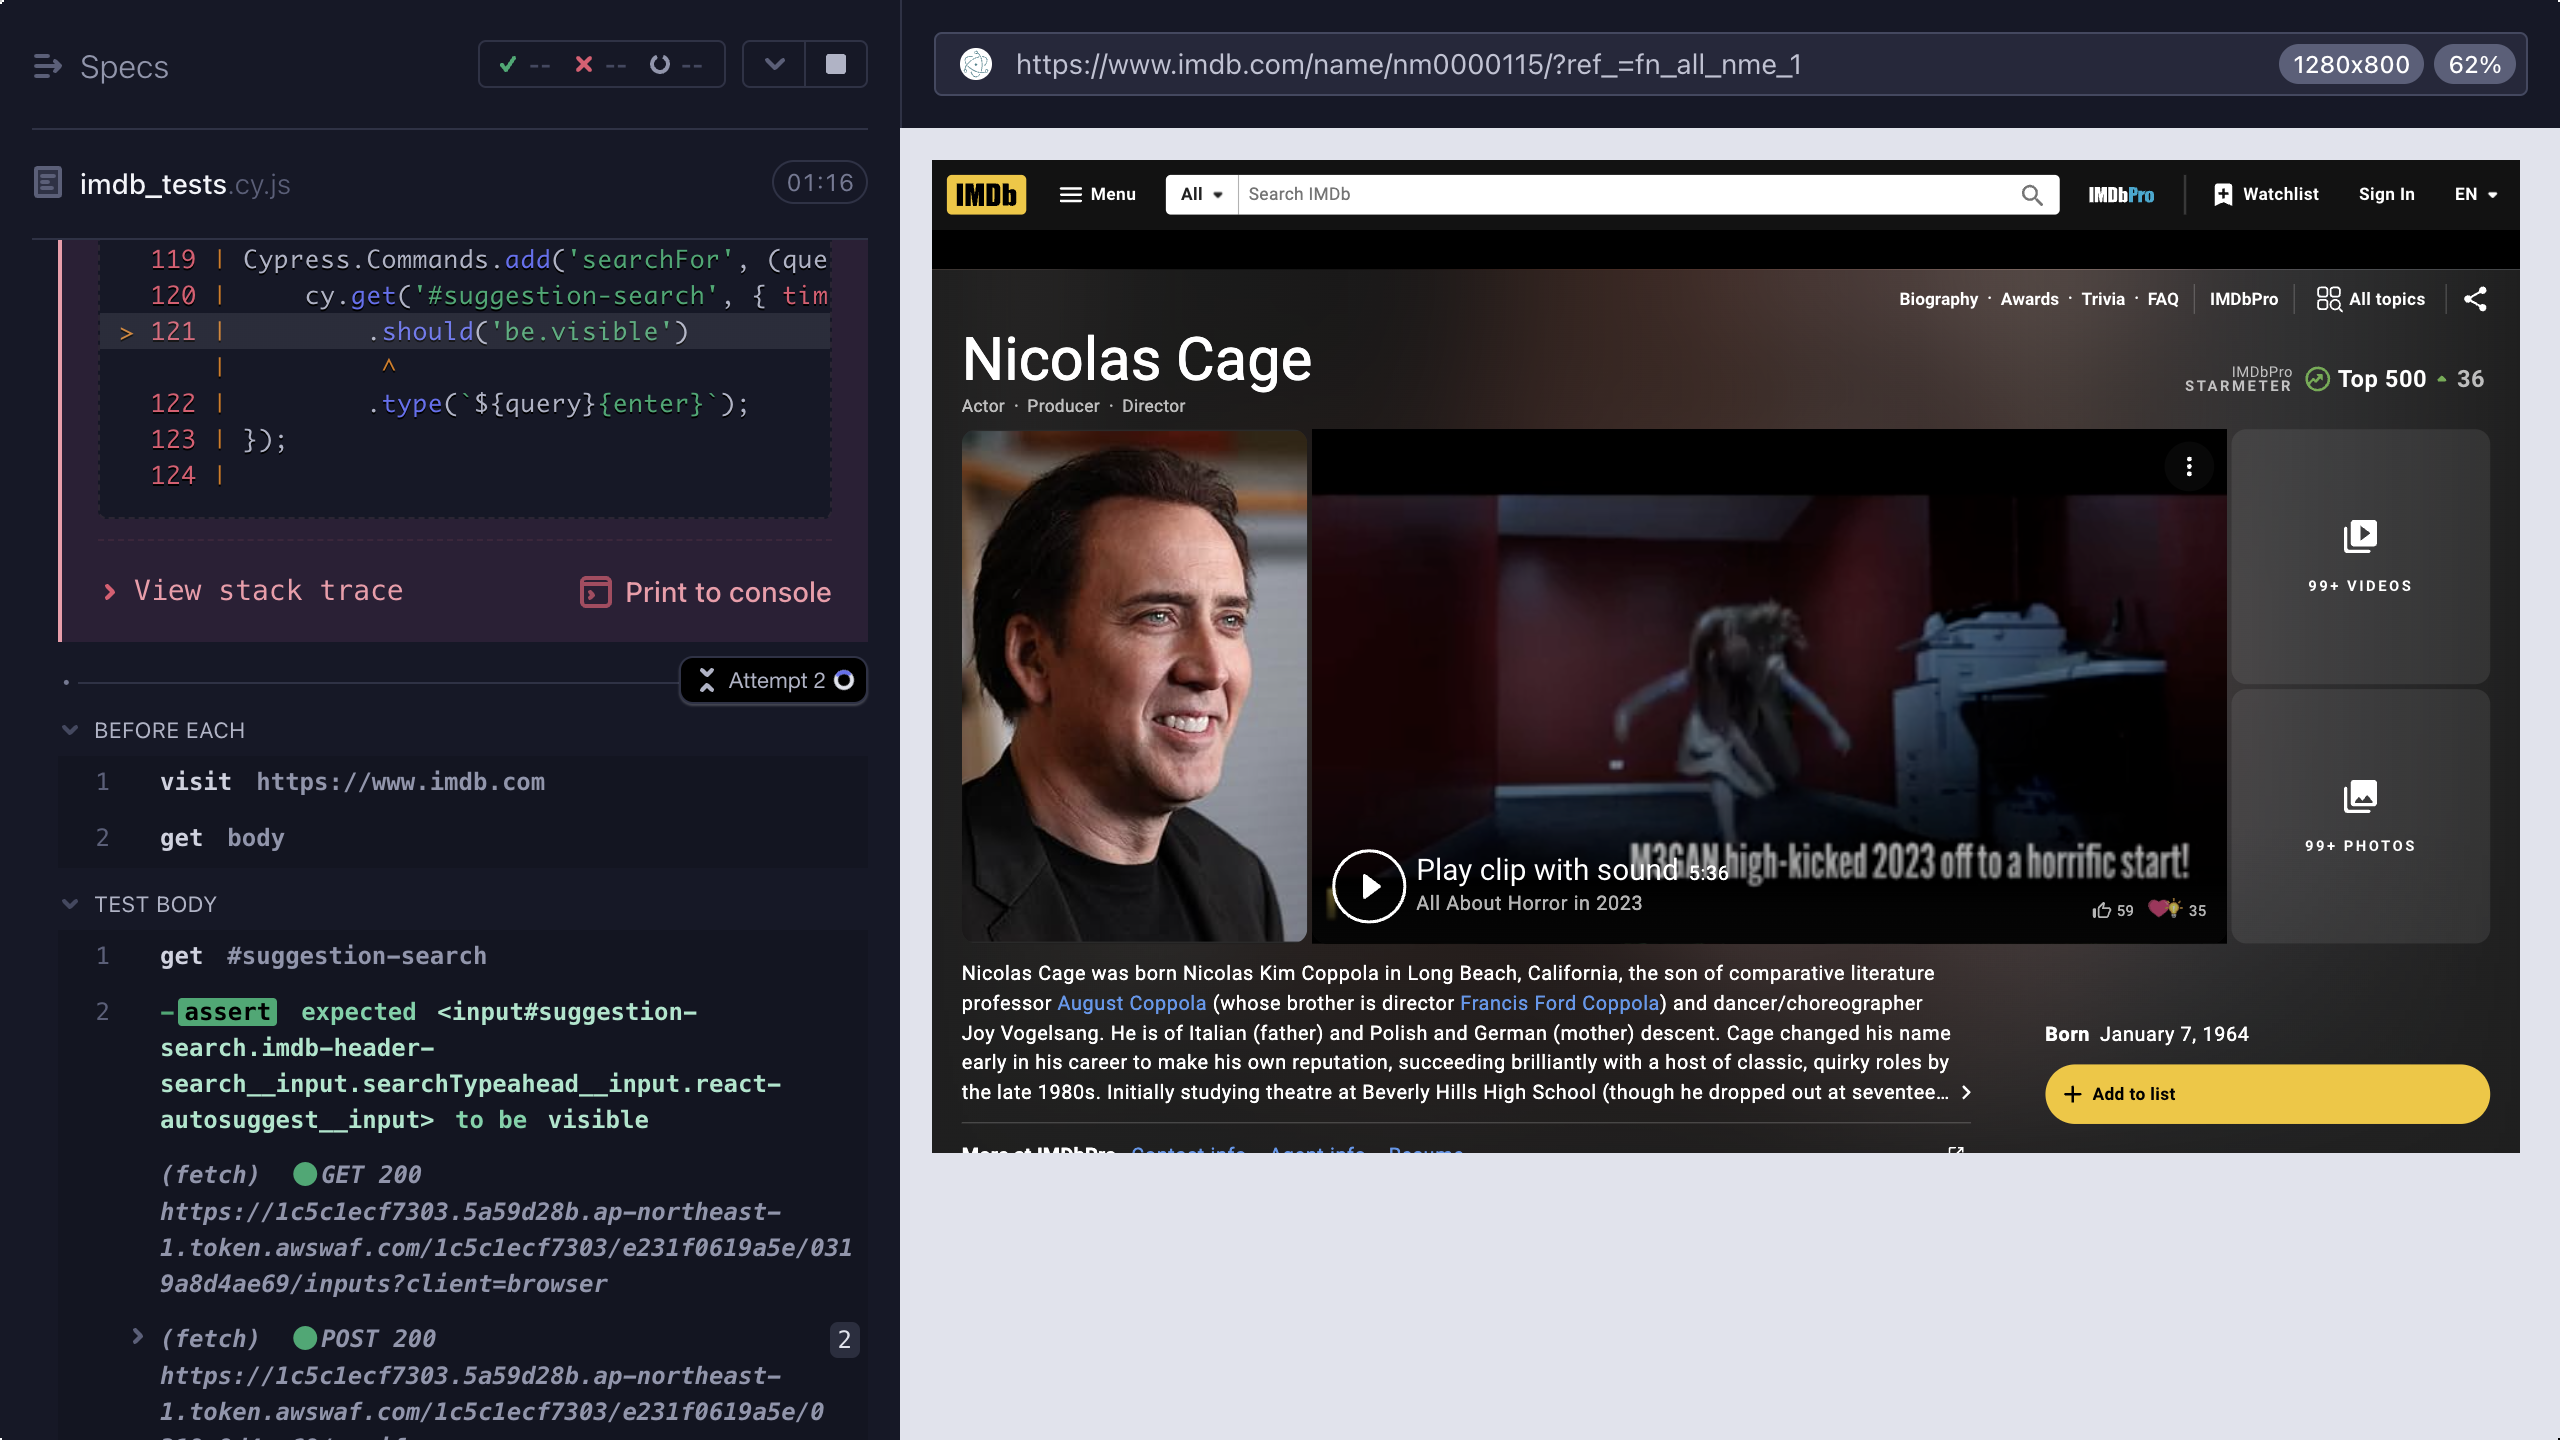 Specs
-- -- --
imdb_tests.cy.js
01:16
119 | Cypress.Commands.add('searchFor', (que
120 | cy.get('#suggestion-search', { tim
> 121 | .should('be.visible')
| ^
122 | .type(`${query}{enter}`);
123 | });
124 |
View stack trace
Print to console
Attempt 2
BEFORE EACH
1 visit https://www.imdb.com
2 get body
TEST BODY
1 get #suggestion-search
2 -assert expected <input#suggestion-
search.imdb-header-
search__input.searchTypeahead__input.react-
autosuggest__input> to be visible
(fetch) GET 200
https://1c5c1ecf7303.5a59d28b.ap-northeast-
1.token.awswaf.com/1c5c1ecf7303/e231f0619a5e/031
9a8d4ae69/inputs?client=browser
(fetch) POST 200 2
https://1c5c1ecf7303.5a59d28b.ap-northeast-
1.token.awswaf.com/1c5c1ecf7303/e231f0619a5e/0
https://www.imdb.com/name/nm0000115/?ref_=fn_all_nme_1
1280x800
62%
IMDb
Menu
All
Search IMDb
IMDbPro
Watchlist
Sign In
EN
Biography · Awards · Trivia · FAQ
IMDbPro
All topics
Nicolas Cage
Actor · Producer · Director
IMDbPro
STARMETER
Top 500
36
99+ VIDEOS
99+ PHOTOS
M3GAN high-kicked 2023 off to a horrific start!
Play clip with sound 5:36
All About Horror in 2023
59
35
Nicolas Cage was born Nicolas Kim Coppola in Long Beach, California, the son of comparative literature
professor August Coppola (whose brother is director Francis Ford Coppola) and dancer/choreographer
Joy Vogelsang. He is of Italian (father) and Polish and German (mother) descent. Cage changed his name
early in his career to make his own reputation, succeeding brilliantly with a host of classic, quirky roles by
the late 1980s. Initially studying theatre at Beverly Hills High School (though he dropped out at seventee...
Born January 7, 1964
Add to list
More at IMDbPro Contact info Agent info Resume